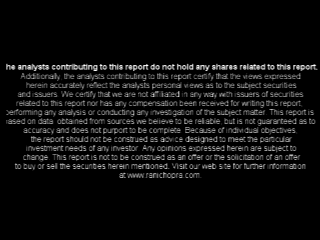 he analysts contributing to this report do not hold any shares related to this report.
Additionally, the analysts contributing to this report certify that the views expressed
herein accurately reflect the analysts personal views as to the subject securities
and issuers. We certify that we are not affiliated in any way with issuers of securities
related to this report nor has any compensation been received for writing this report,
performing any analysis or conducting any investigation of the subject matter. This report is
based on data obtained from sources we believe to be reliable, but is not guaranteed as to
accuracy and does not purport to be complete. Because of individual objectives,
the report should not be construed as advice designed to meet the particular
investment needs of any investor. Any opinions expressed herein are subject to
change. This report is not to be construed as an offer or the solicitation of an offer
to buy or sell the securities herein mentioned. Visit our web site for further information
at www.ranichopra.com.